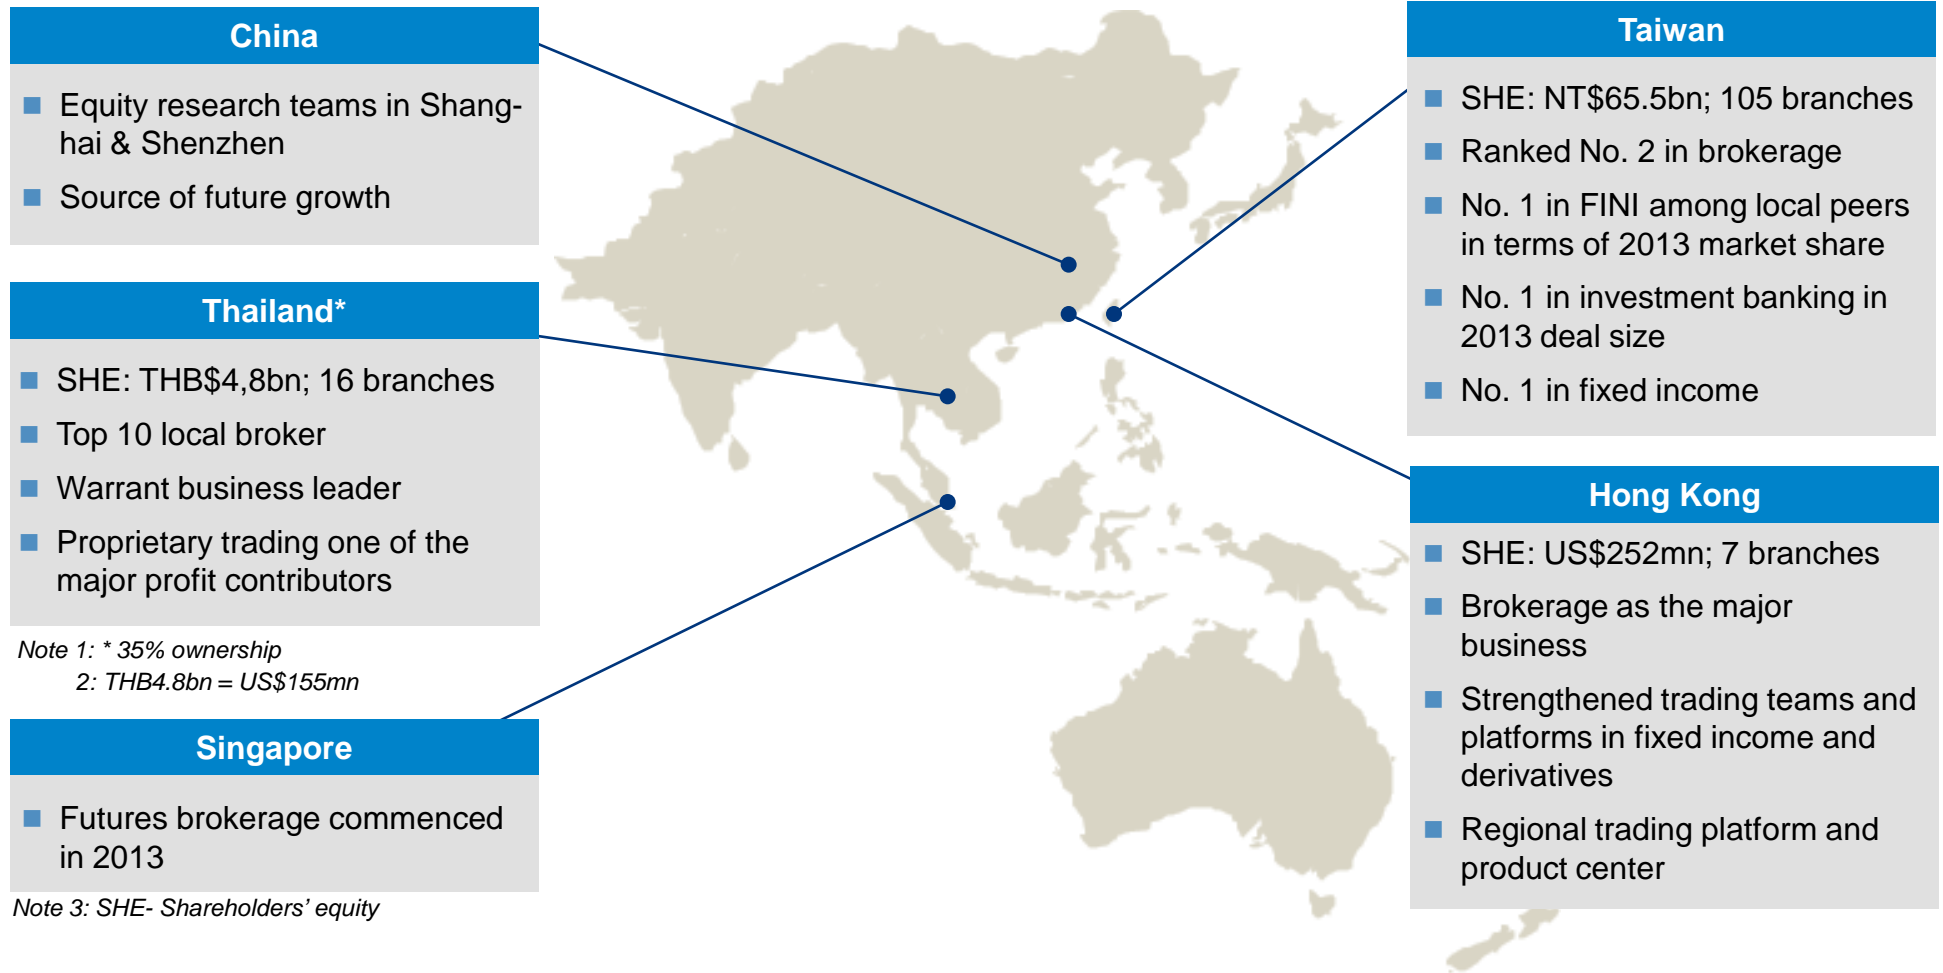 China
Equity research teams in Shang-
hai & Shenzhen
Source of future growth
Thailand*
SHE: THB$4,8bn; 16 branches
Top 10 local broker
Warrant business leader
Proprietary trading one of the
major profit contributors
Note 1: * 35% ownership
2: THB4.8bn = US$155mn
Singapore
Futures brokerage commenced
in 2013
Note 3: SHE- Shareholders’ equity
Taiwan
SHE: NT$65.5bn; 105 branches
Ranked No. 2 in brokerage
No. 1 in FINI among local peers
in terms of 2013 market share
No. 1 in investment banking in
2013 deal size
No. 1 in fixed income
Hong Kong
SHE: US$252mn; 7 branches
Brokerage as the major
business
Strengthened trading teams and
platforms in fixed income and
derivatives
Regional trading platform and
product center